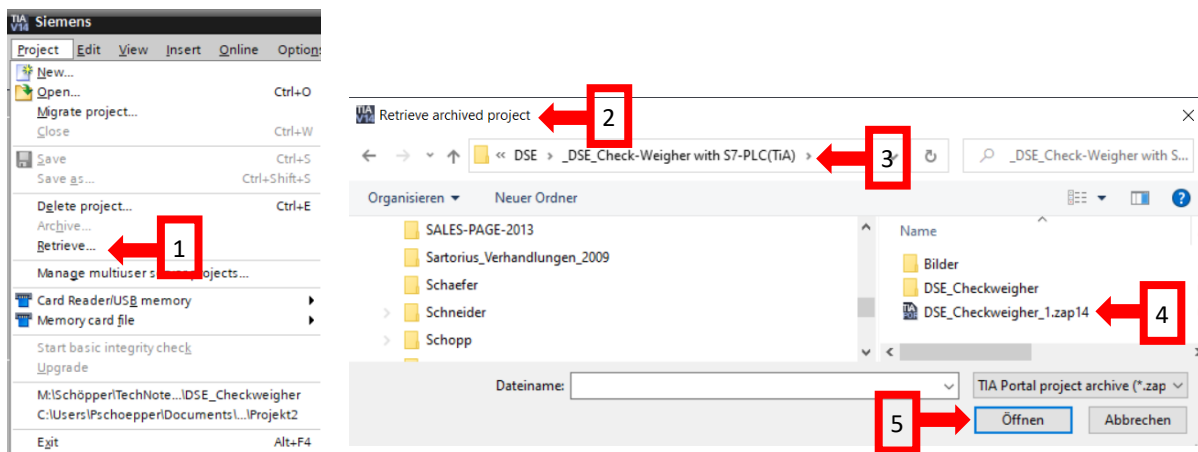 TIA V14 Siemens
Project Edit View Insert Online Option
New...
Open... Ctrl+O
Migrate project...
Close Ctrl+W
Save Ctrl+S
Save as... Ctrl+Shift+S
Delete project... Ctrl+E
Archive...
Retrieve...
1
Manage multiuser projects...
Card Reader/USB memory
Memory card file
Start basic integrity check
Upgrade
M:\Schöpper\TechNote...\DSE_Checkweigher
C:\Users\Pschoepper\Documents\...\Projekt2
Exit Alt+F4
TIA V14 Retrieve archived project
2
« DSE › _DSE_Check-Weigher with S7-PLC(TiA) ›
3
_DSE_Check-Weigher with S...
Organisieren Neuer Ordner
SALES-PAGE-2013
Sartorius_Verhandlungen_2009
Schaefer
Schneider
Schopp
Name
Bilder
DSE_Checkweigher
DSE_Checkweigher_1.zap14
4
Dateiname:
TIA Portal project archive (*.zap
5
Öffnen Abbrechen